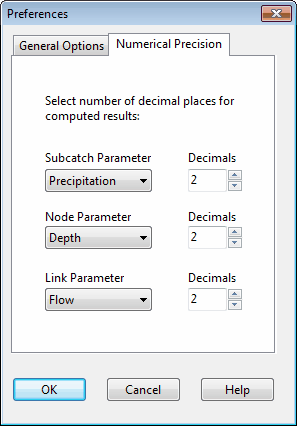 Preferences
General Options Numerical Precision
Select number of decimal places for
computed results:
Subcatch Parameter Decimals
Precipitation 2
Node Parameter Decimals
Depth 2
Link Parameter Decimals
Flow 2
OK Cancel Help